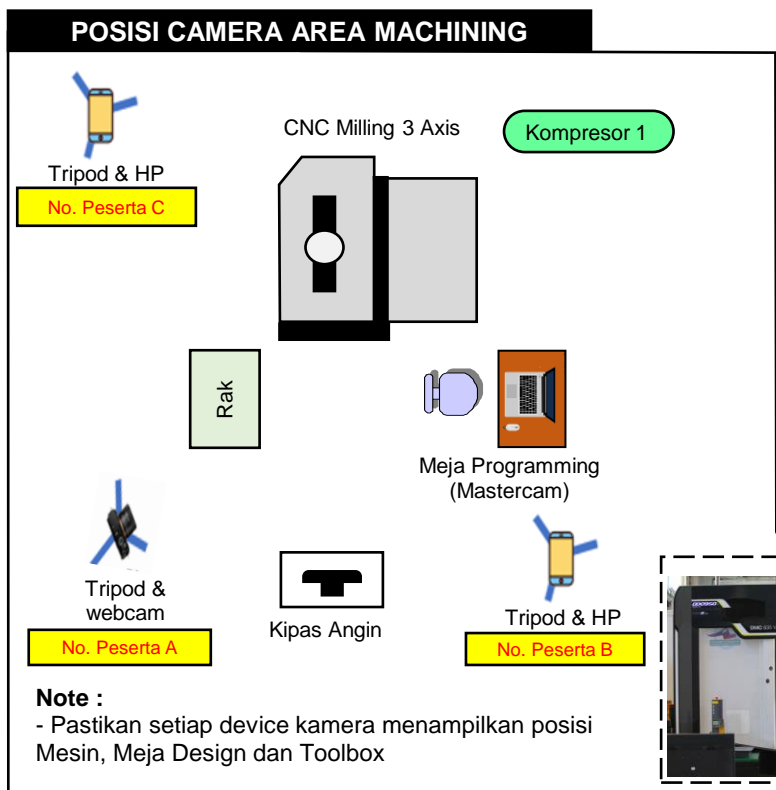 POSISI CAMERA AREA MACHINING
CNC Milling 3 Axis
Kompresor 1
Tripod & HP
No. Peserta C
Rak
Meja Programming
(Mastercam)
Tripod &
webcam
No. Peserta A
Kipas Angin
Tripod & HP
No. Peserta B
Note :
- Pastikan setiap device kamera menampilkan posisi
Mesin, Meja Design dan Toolbox